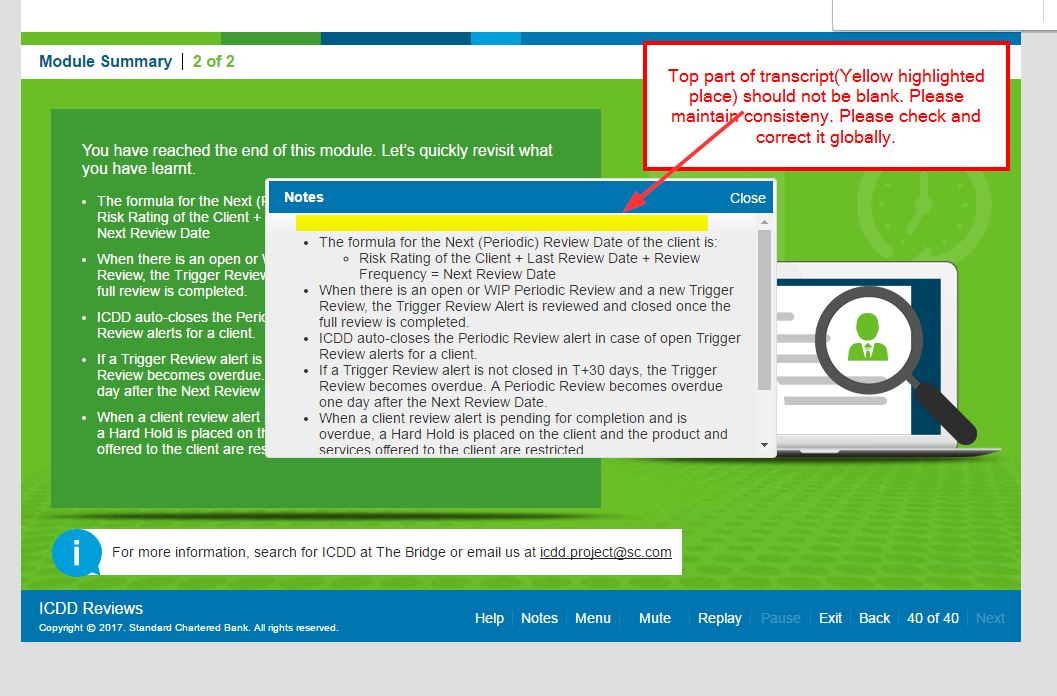 Module Summary | 2 of 2
Top part of transcript(Yellow highlighted
place) should not be blank. Please
maintain consisteny. Please check and
correct it globally.
You have reached the end of this module. Let's quickly revisit what
you have learnt.
• The formula for the Next (
Risk Rating of the Client +
Next Review Date
• When there is an open or
Review, the Trigger Review
full review is completed.
• ICDD auto-closes the Perio
Review alerts for a client.
• If a Trigger Review alert is
Review becomes overdue.
day after the Next Review
• When a client review alert
a Hard Hold is placed on th
offered to the client are res
Notes
Close
• The formula for the Next (Periodic) Review Date of the client is:
◦ Risk Rating of the Client + Last Review Date + Review
Frequency = Next Review Date
• When there is an open or WIP Periodic Review and a new Trigger
Review, the Trigger Review Alert is reviewed and closed once the
full review is completed.
• ICDD auto-closes the Periodic Review alert in case of open Trigger
Review alerts for a client.
• If a Trigger Review alert is not closed in T+30 days, the Trigger
Review becomes overdue. A Periodic Review becomes overdue
one day after the Next Review Date.
• When a client review alert is pending for completion and is
overdue, a Hard Hold is placed on the client and the product and
services offered to the client are restricted
i
For more information, search for ICDD at The Bridge or email us at icdd.project@sc.com
ICDD Reviews
Copyright © 2017. Standard Chartered Bank. All rights reserved.
Help | Notes | Menu | Mute | Replay | Pause | Exit | Back | 40 of 40 | Next